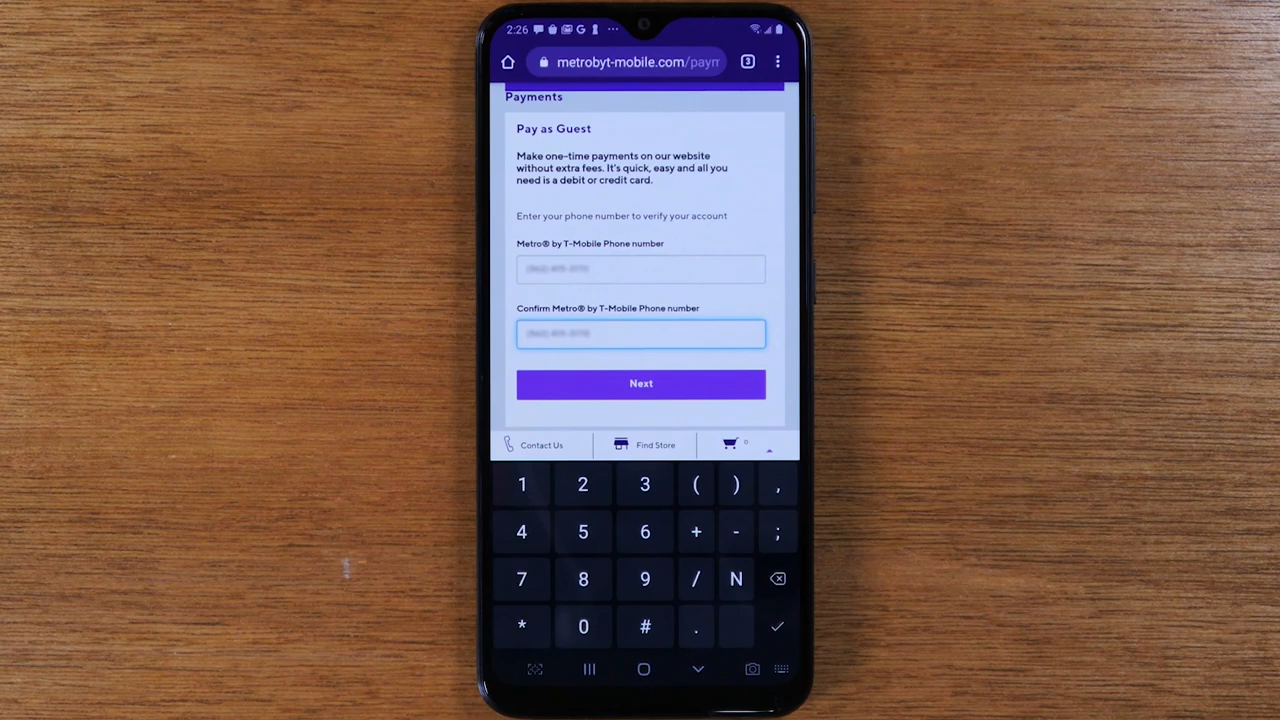 2:26
metrobyt-mobile.com/paym
3
Payments
Pay as Guest
Make one-time payments on our website
without extra fees. It's quick, easy and all you
need is a debit or credit card.
Enter your phone number to verify your account
Metro® by T-Mobile Phone number
Confirm Metro® by T-Mobile Phone number
Next
Contact Us
Find Store
0
1 2 3 ( ) ,
4 5 6 + - ;
7 8 9 / N
* 0 # .